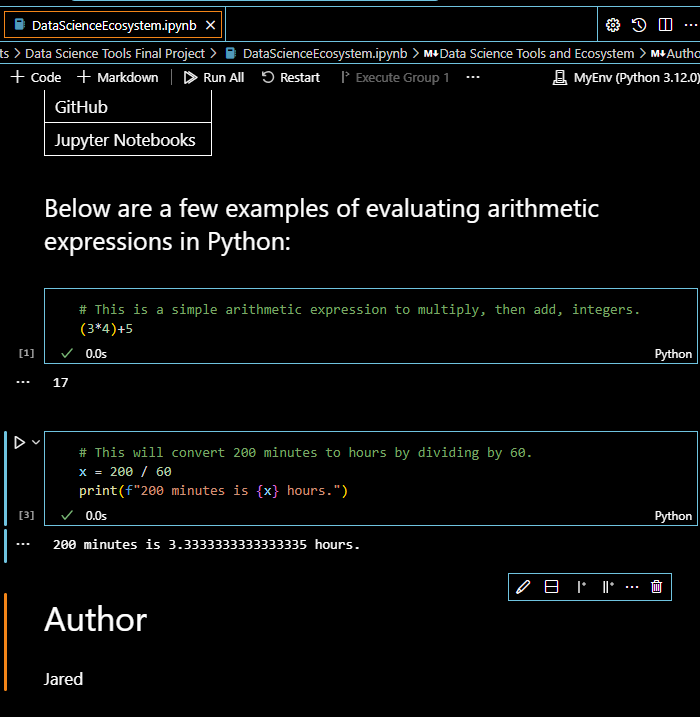 DataScienceEcosystem.ipynb
ts > Data Science Tools Final Project > DataScienceEcosystem.ipynb > M↓Data Science Tools and Ecosystem > M↓Autho
+ Code + Markdown Run All Restart Execute Group 1 ... MyEnv (Python 3.12.0)
GitHub
Jupyter Notebooks
Below are a few examples of evaluating arithmetic
expressions in Python:
# This is a simple arithmetic expression to multiply, then add, integers.
(3*4)+5
[1] ✓ 0.0s Python
... 17
# This will convert 200 minutes to hours by dividing by 60.
x = 200 / 60
print(f"200 minutes is {x} hours.")
[3] ✓ 0.0s Python
... 200 minutes is 3.3333333333333335 hours.
Author
Jared